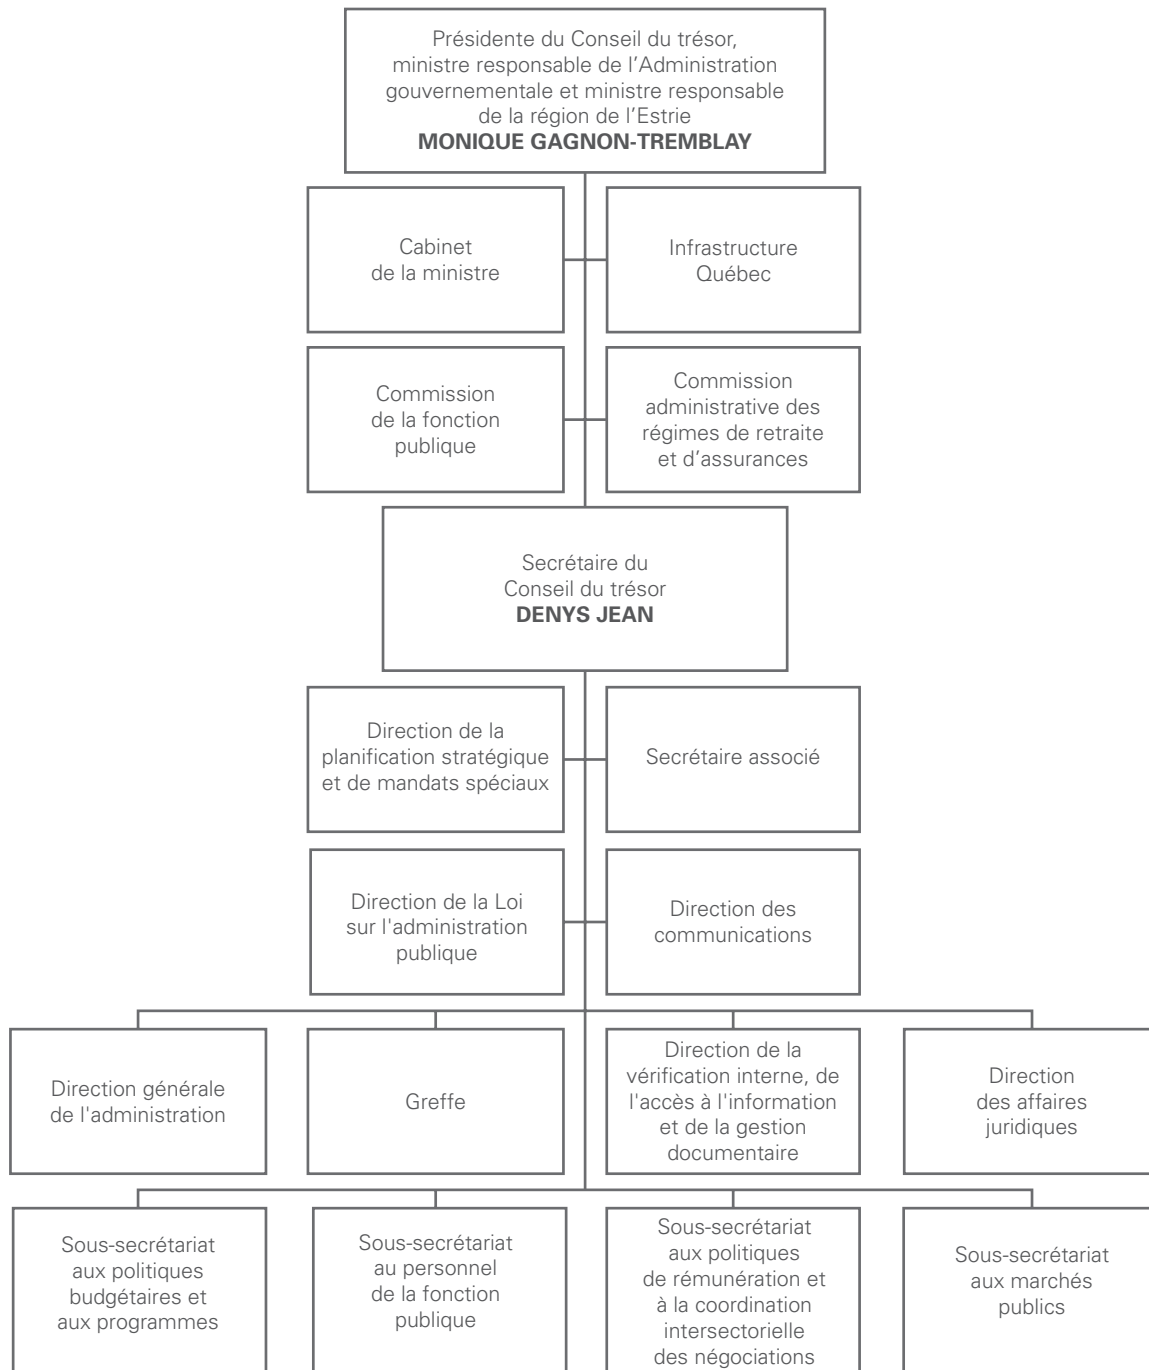 Présidente du Conseil du trésor,
ministre responsable de l'Administration
gouvernementale et ministre responsable
de la région de l'Estrie
MONIQUE GAGNON-TREMBLAY
Cabinet
de la ministre
Infrastructure
Québec
Commission
de la fonction
publique
Commission
administrative des
régimes de retraite
et d'assurances
Secrétaire du
Conseil du trésor
DENYS JEAN
Direction de la
planification stratégique
et de mandats spéciaux
Secrétaire associé
Direction de la Loi
sur l'administration
publique
Direction des
communications
Direction générale
de l'administration
Greffe
Direction de la
vérification interne, de
l'accès à l'information
et de la gestion
documentaire
Direction
des affaires
juridiques
Sous-secrétariat
aux politiques
budgétaires et
aux programmes
Sous-secrétariat
au personnel
de la fonction
publique
Sous-secrétariat
aux politiques
de rémunération et
à la coordination
intersectorielle
des négociations
Sous-secrétariat
aux marchés
publics